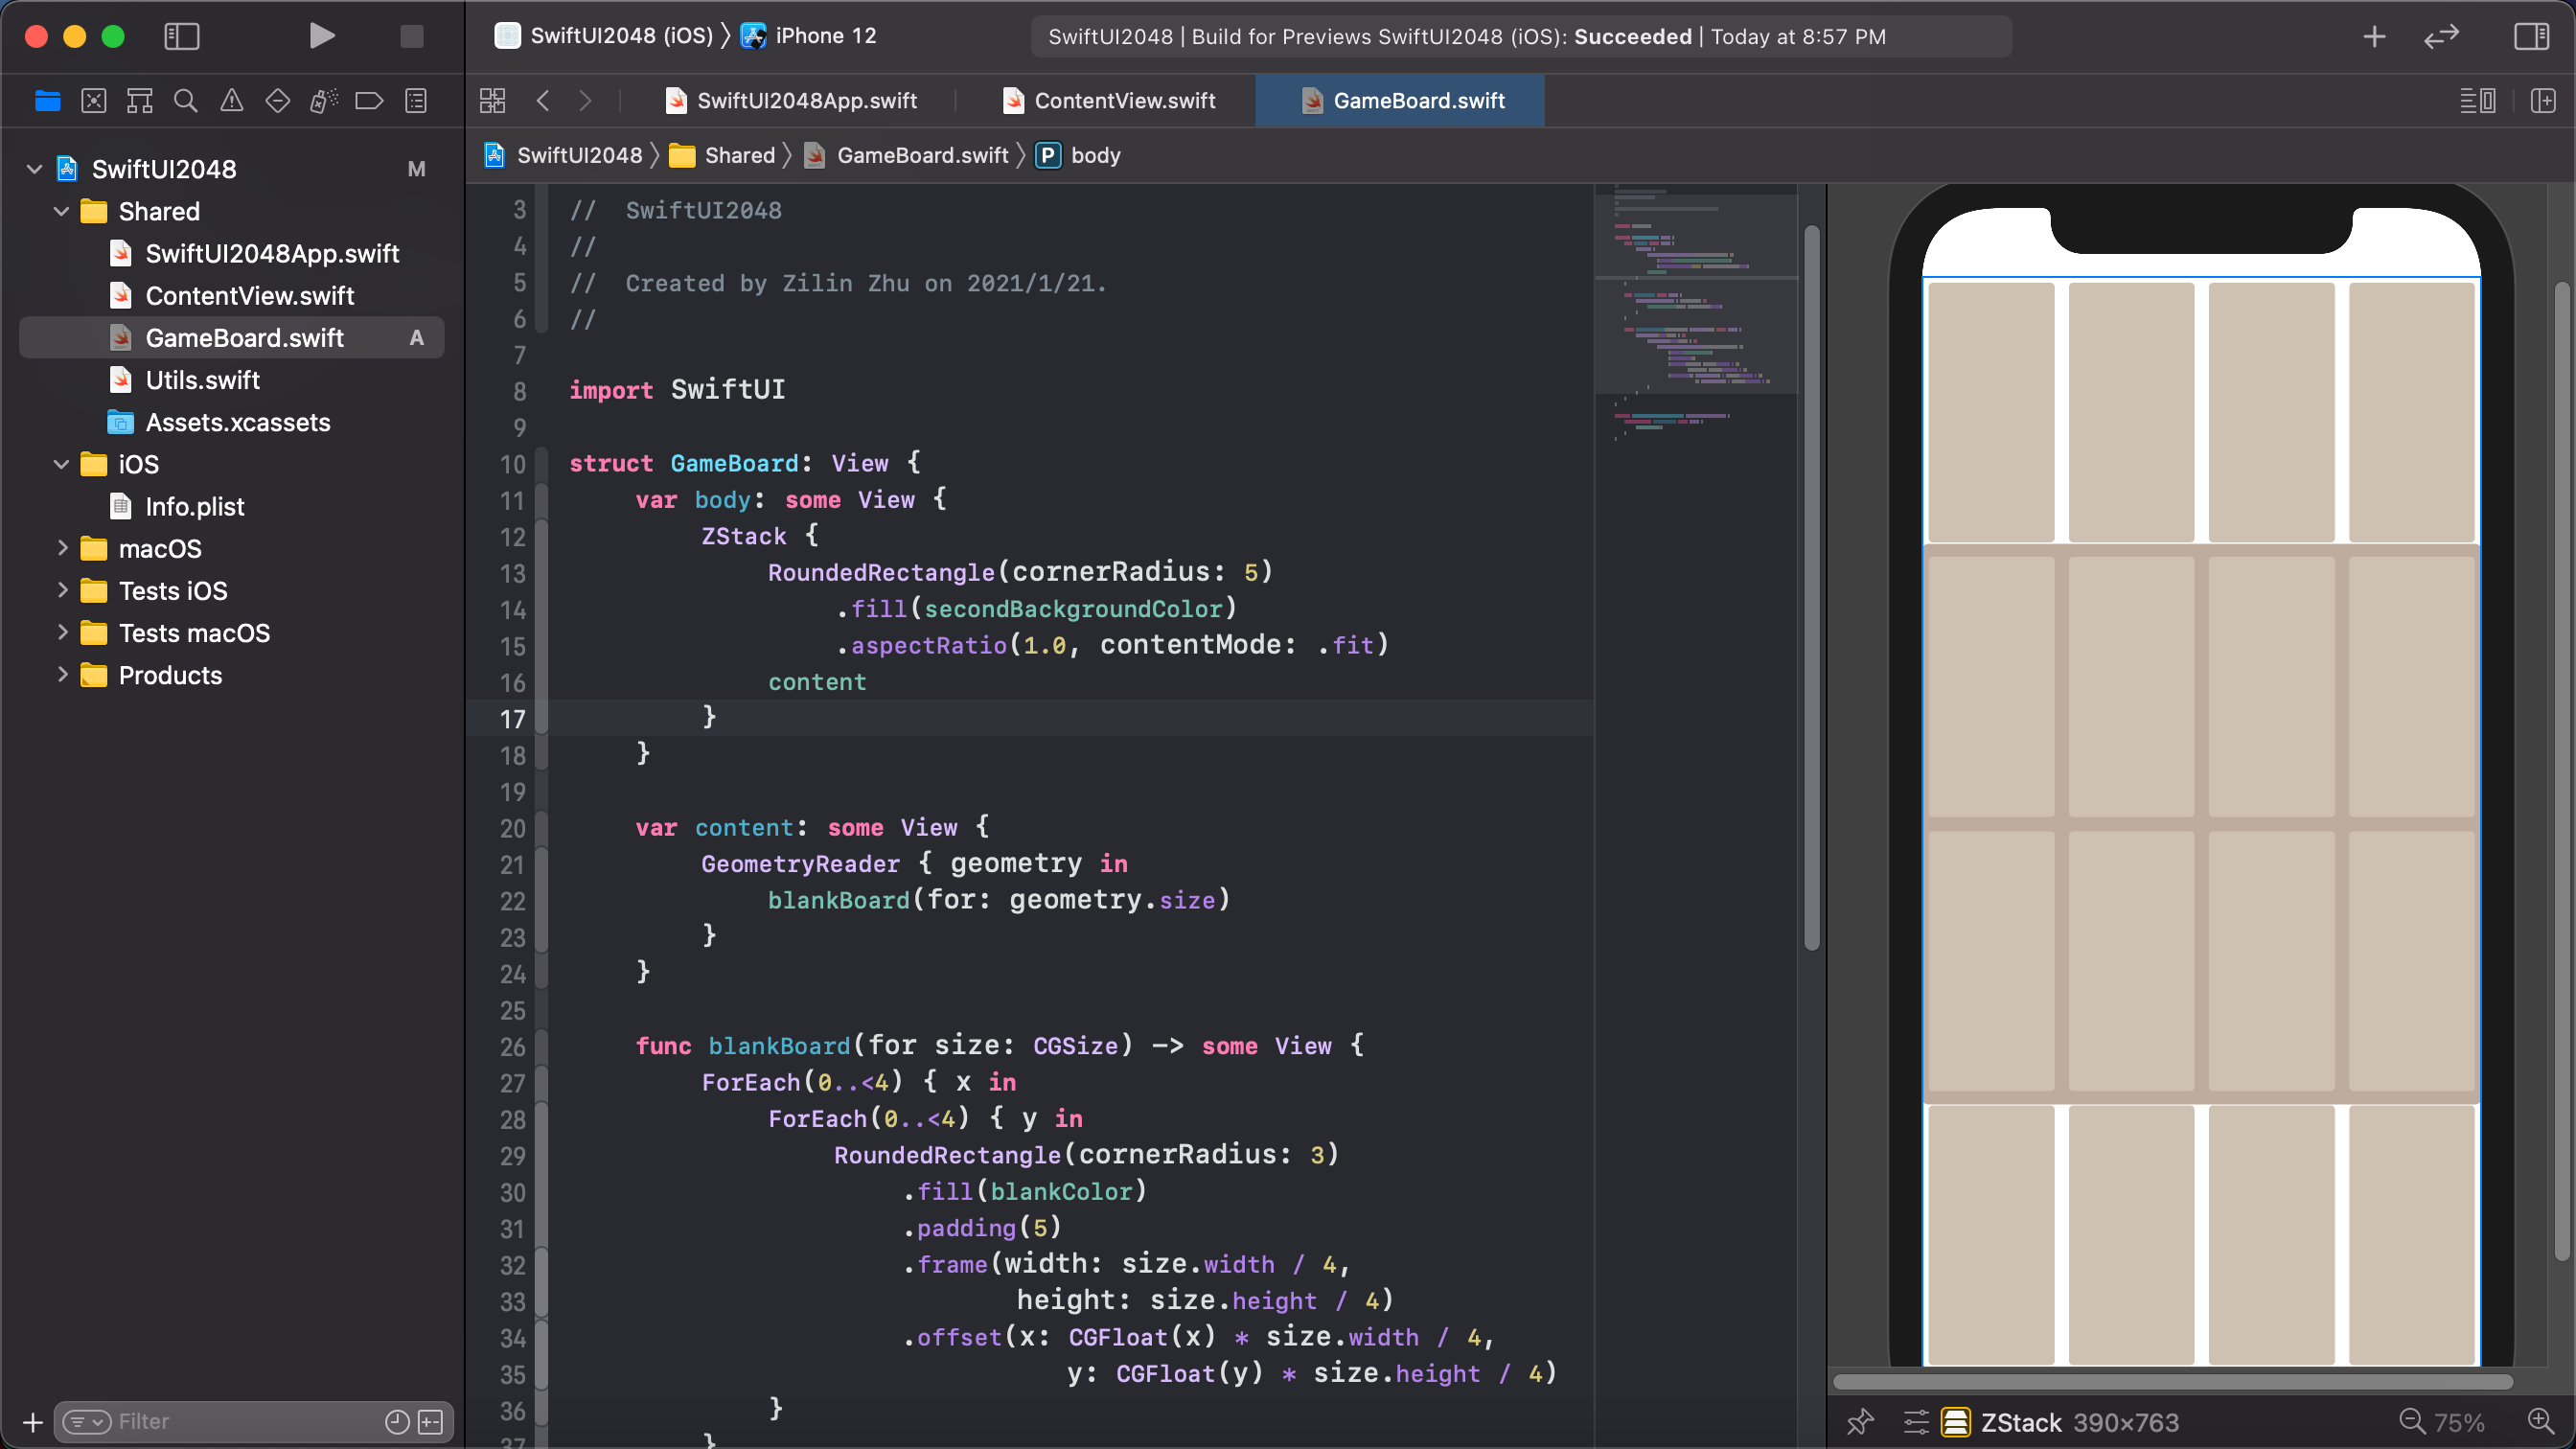 SwiftUI2048 (iOS) 〉 iPhone 12
SwiftUI2048 | Build for Previews SwiftUI2048 (iOS): Succeeded | Today at 8:57 PM
SwiftUI2048App.swift
ContentView.swift
GameBoard.swift
SwiftUI2048 〉 Shared 〉 GameBoard.swift 〉 P body
SwiftUI2048 M
Shared
SwiftUI2048App.swift
ContentView.swift
GameBoard.swift A
Utils.swift
Assets.xcassets
iOS
Info.plist
macOS
Tests iOS
Tests macOS
Products
Filter
3 //  SwiftUI2048
4 //
5 //  Created by Zilin Zhu on 2021/1/21.
6 //
7
8 import SwiftUI
9
10 struct GameBoard: View {
11     var body: some View {
12         ZStack {
13             RoundedRectangle(cornerRadius: 5)
14                 .fill(secondBackgroundColor)
15                 .aspectRatio(1.0, contentMode: .fit)
16             content
17         }
18     }
19
20     var content: some View {
21         GeometryReader { geometry in
22             blankBoard(for: geometry.size)
23         }
24     }
25
26     func blankBoard(for size: CGSize) -> some View {
27         ForEach(0..<4) { x in
28             ForEach(0..<4) { y in
29                 RoundedRectangle(cornerRadius: 3)
30                     .fill(blankColor)
31                     .padding(5)
32                     .frame(width: size.width / 4,
33                            height: size.height / 4)
34                     .offset(x: CGFloat(x) * size.width / 4,
35                             y: CGFloat(y) * size.height / 4)
36             }
37         }
ZStack 390×763
75%